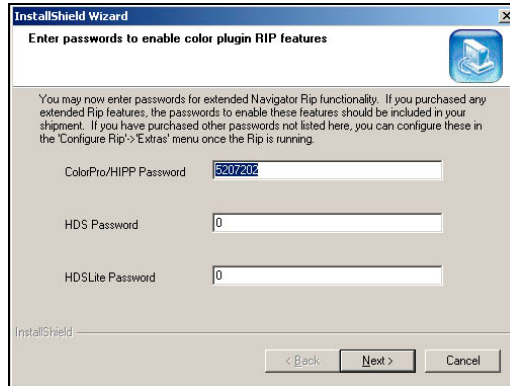 InstallShield Wizard
Enter passwords to enable color plugin RIP features
You may now enter passwords for extended Navigator Rip functionality. If you purchased any
extended Rip features, the passwords to enable these features should be included in your
shipment. If you have purchased other passwords not listed here, you can configure these in
the 'Configure Rip'->'Extras' menu once the Rip is running.
ColorPro/HIPP Password 5207202
HDS Password 0
HDSLite Password 0
InstallShield
< Back Next > Cancel